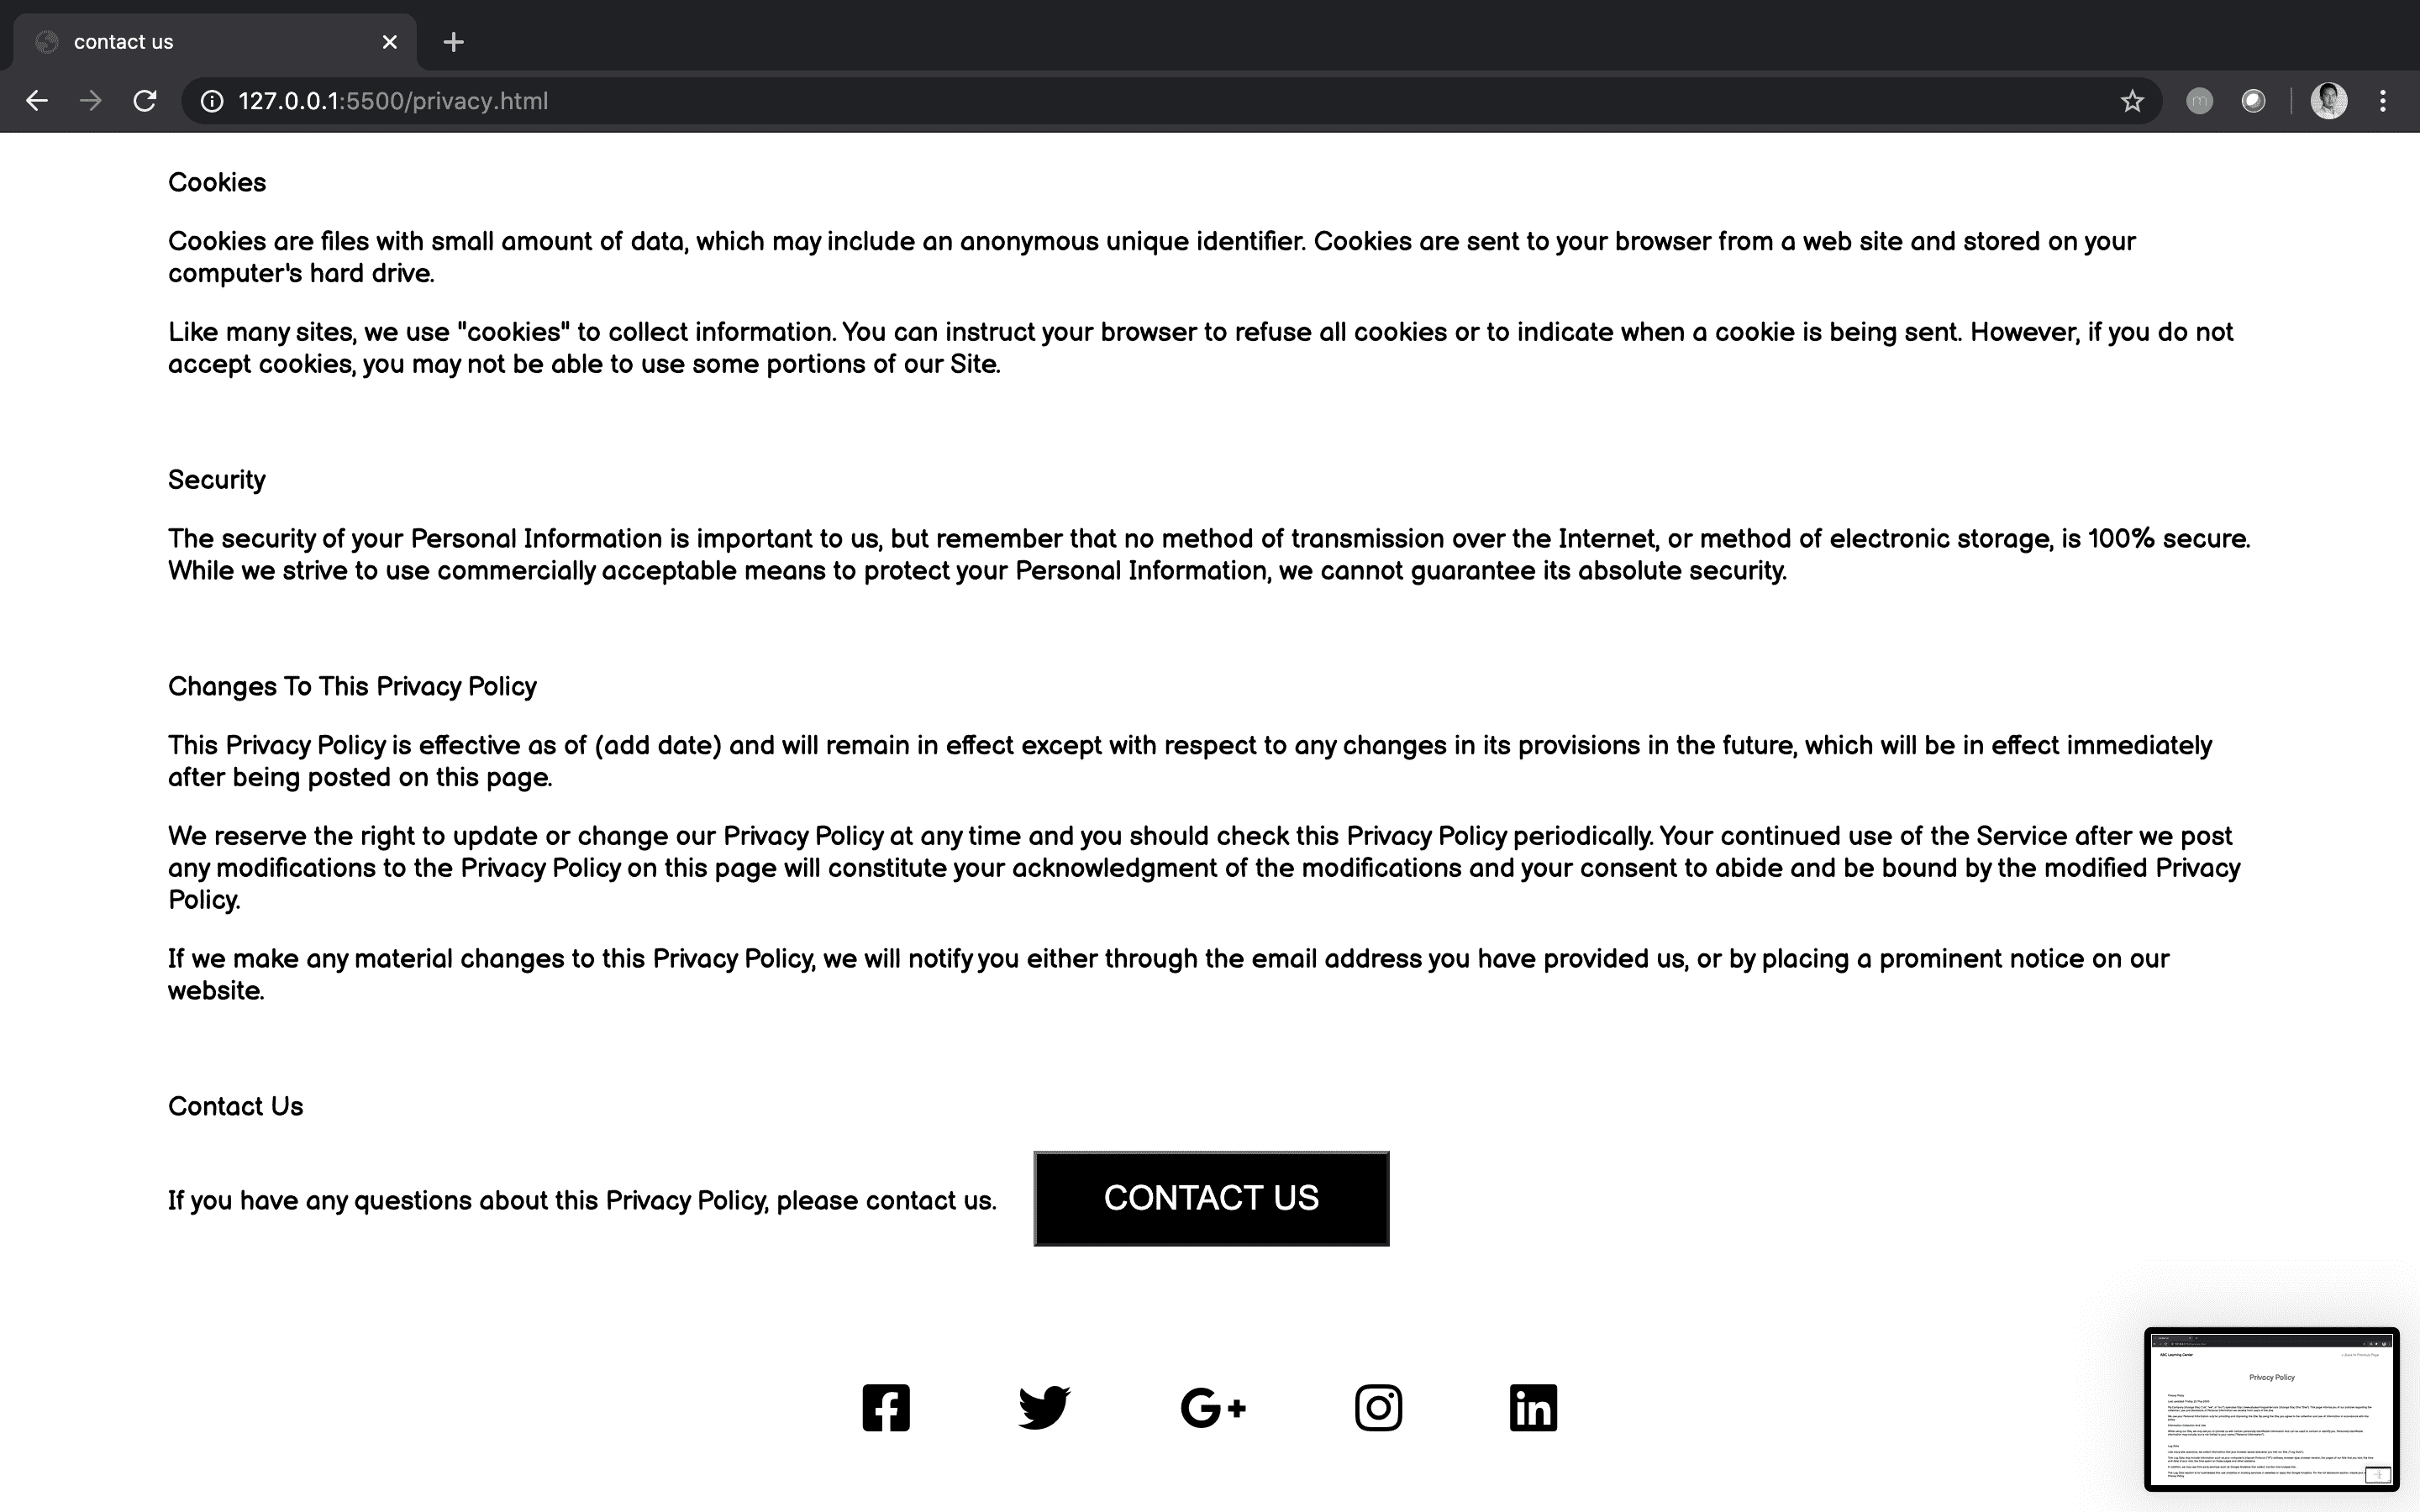 contact us
127.0.0.1:5500/privacy.html
m
Cookies
Cookies are files with small amount of data, which may include an anonymous unique identifier. Cookies are sent to your browser from a web site and stored on your
computer's hard drive.
Like many sites, we use "cookies" to collect information. You can instruct your browser to refuse all cookies or to indicate when a cookie is being sent. However, if you do not
accept cookies, you may not be able to use some portions of our Site.
Security
The security of your Personal Information is important to us, but remember that no method of transmission over the Internet, or method of electronic storage, is 100% secure.
While we strive to use commercially acceptable means to protect your Personal Information, we cannot guarantee its absolute security.
Changes To This Privacy Policy
This Privacy Policy is effective as of (add date) and will remain in effect except with respect to any changes in its provisions in the future, which will be in effect immediately
after being posted on this page.
We reserve the right to update or change our Privacy Policy at any time and you should check this Privacy Policy periodically. Your continued use of the Service after we post
any modifications to the Privacy Policy on this page will constitute your acknowledgment of the modifications and your consent to abide and be bound by the modified Privacy
Policy.
If we make any material changes to this Privacy Policy, we will notify you either through the email address you have provided us, or by placing a prominent notice on our
website.
Contact Us
If you have any questions about this Privacy Policy, please contact us.
CONTACT US
G+
in
ABC Learning Center
Privacy Policy